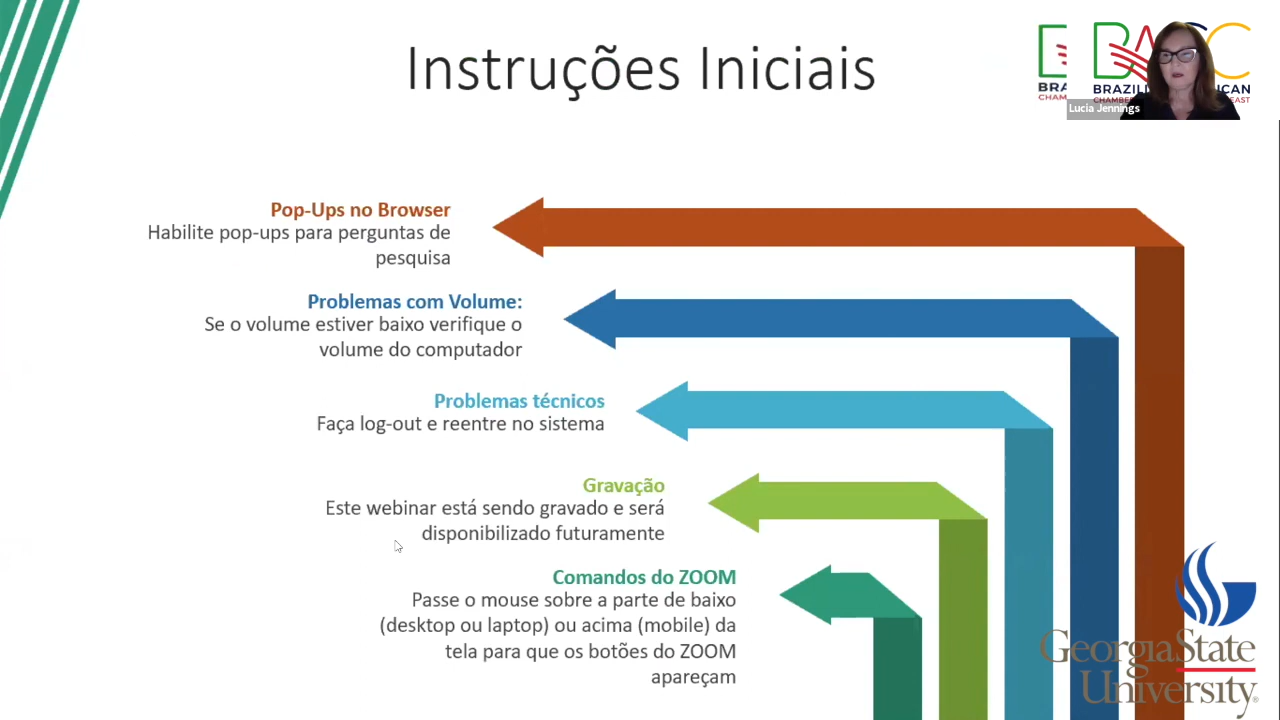 Instruções Iniciais
Lucia Jennings
Pop-Ups no Browser
Habilite pop-ups para perguntas de
pesquisa
Problemas com Volume:
Se o volume estiver baixo verifique o
volume do computador
Problemas técnicos
Faça log-out e reentre no sistema
Gravação
Este webinar está sendo gravado e será
disponibilizado futuramente
Comandos do ZOOM
Passe o mouse sobre a parte de baixo
(desktop ou laptop) ou acima (mobile) da
tela para que os botões do ZOOM
apareçam
GeorgiaState
University